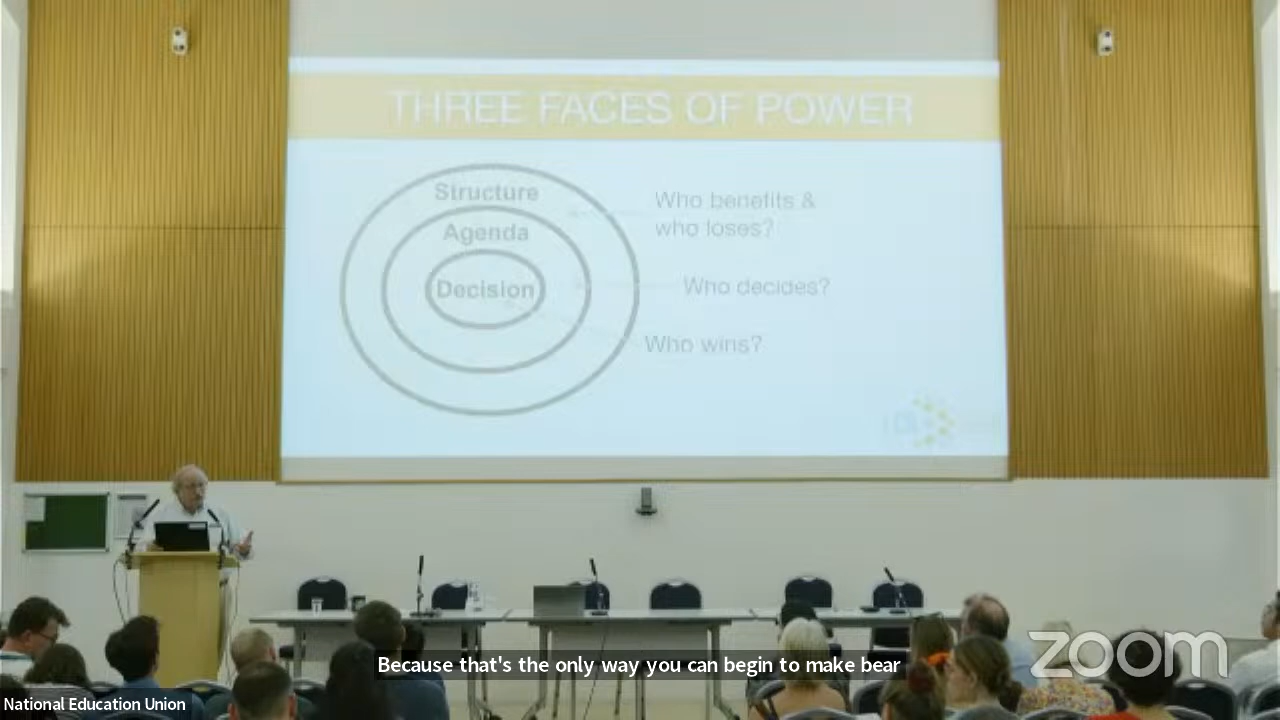 THREE FACES OF POWER
Structure
Who benefits &
who loses?
Agenda
Who decides?
Decision
Who wins?
Because that's the only way you can begin to make bear
zoom
National Education Union